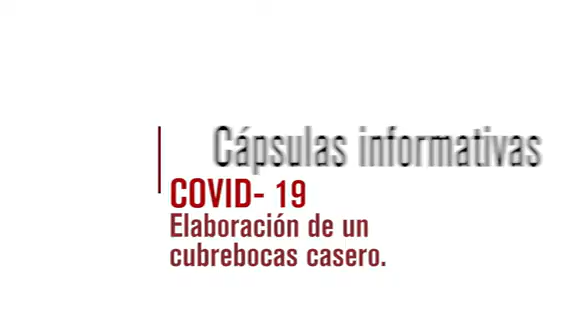 Cápsulas informativas
COVID- 19
Elaboración de un
cubrebocas casero.